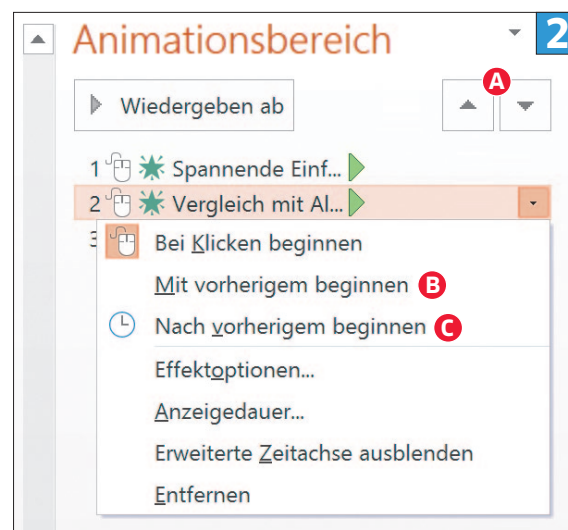 Animationsbereich
2
A
Wiedergeben ab
1 Spannende Einf...
2 Vergleich mit Al...
3
Bei Klicken beginnen
Mit vorherigem beginnen B
Nach vorherigem beginnen C
Effektoptionen...
Anzeigedauer...
Erweiterte Zeitachse ausblenden
Entfernen